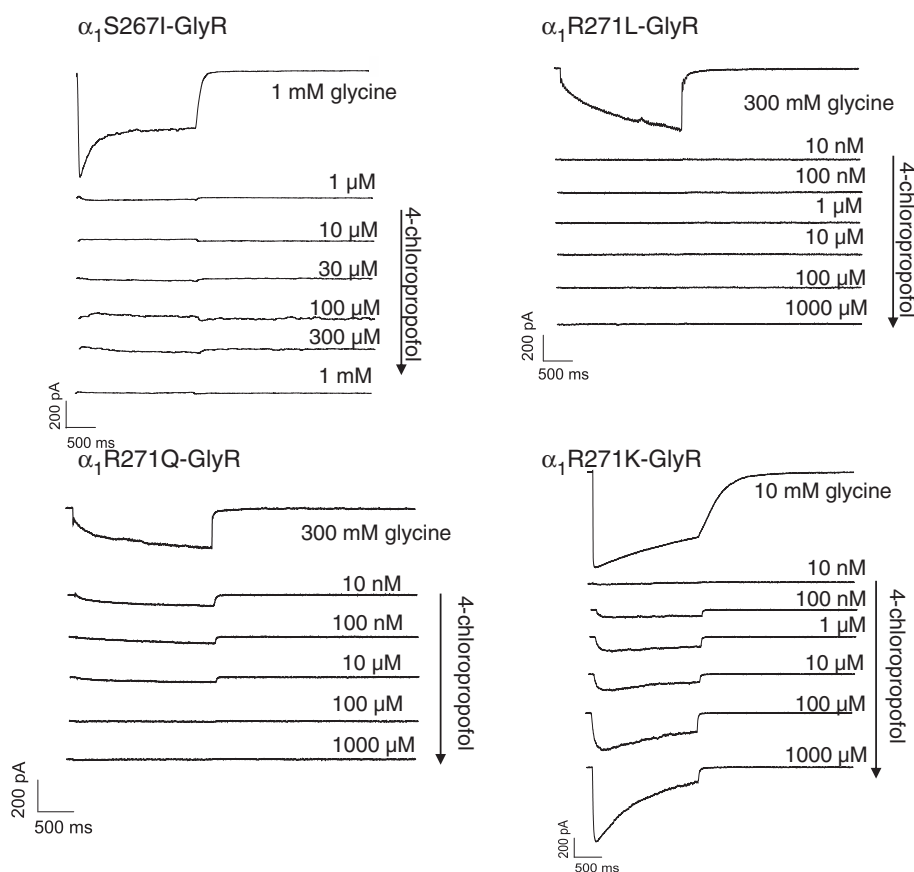 α1S267I-GlyR
1 mM glycine
1 µM
10 µM
30 µM
100 µM
300 µM
1 mM
4-chloropropofol
200 pA
500 ms
α1R271L-GlyR
300 mM glycine
10 nM
100 nM
1 µM
10 µM
100 µM
1000 µM
4-chloropropofol
200 pA
500 ms
α1R271Q-GlyR
300 mM glycine
10 nM
100 nM
10 µM
100 µM
1000 µM
4-chloropropofol
200 pA
500 ms
α1R271K-GlyR
10 mM glycine
10 nM
100 nM
1 µM
10 µM
100 µM
1000 µM
4-chloropropofol
200 pA
500 ms